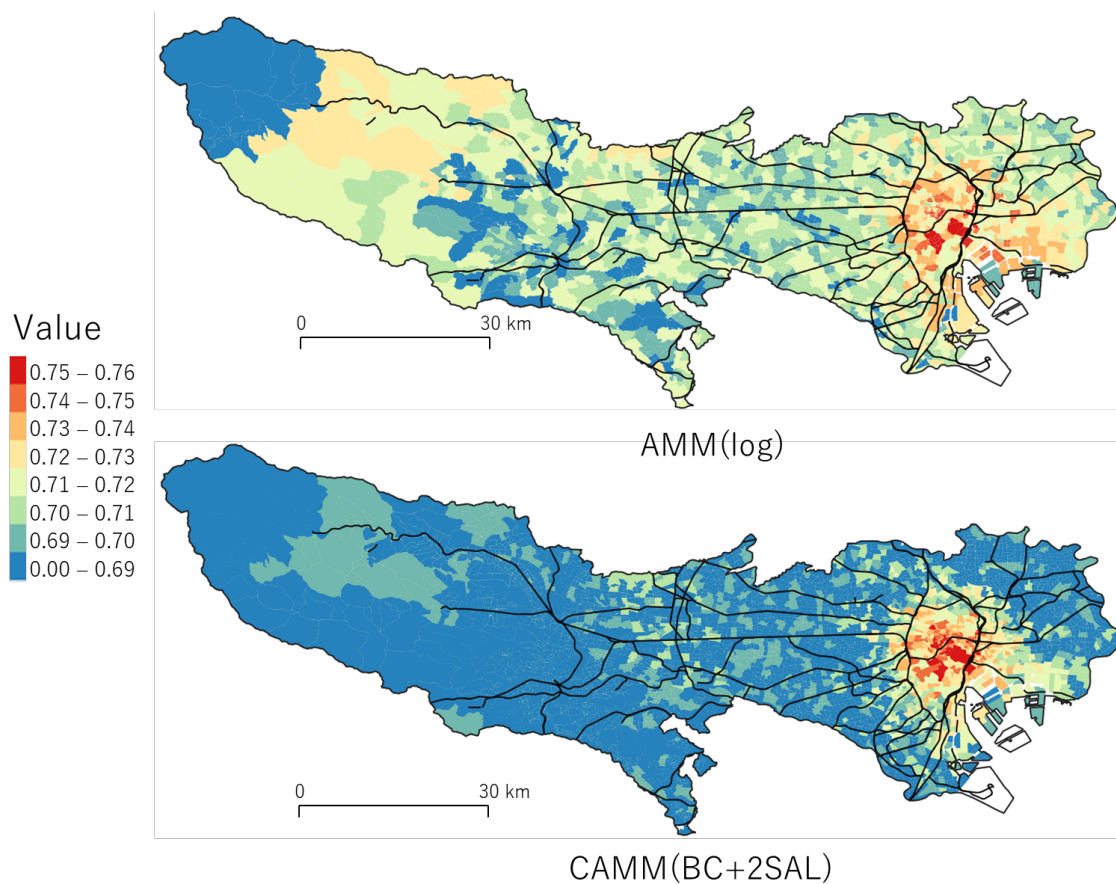 0 30 km
Value
0.75 – 0.76
0.74 – 0.75
0.73 – 0.74
0.72 – 0.73
0.71 – 0.72
0.70 – 0.71
0.69 – 0.70
0.00 – 0.69
AMM(log)
0 30 km
CAMM(BC+2SAL)